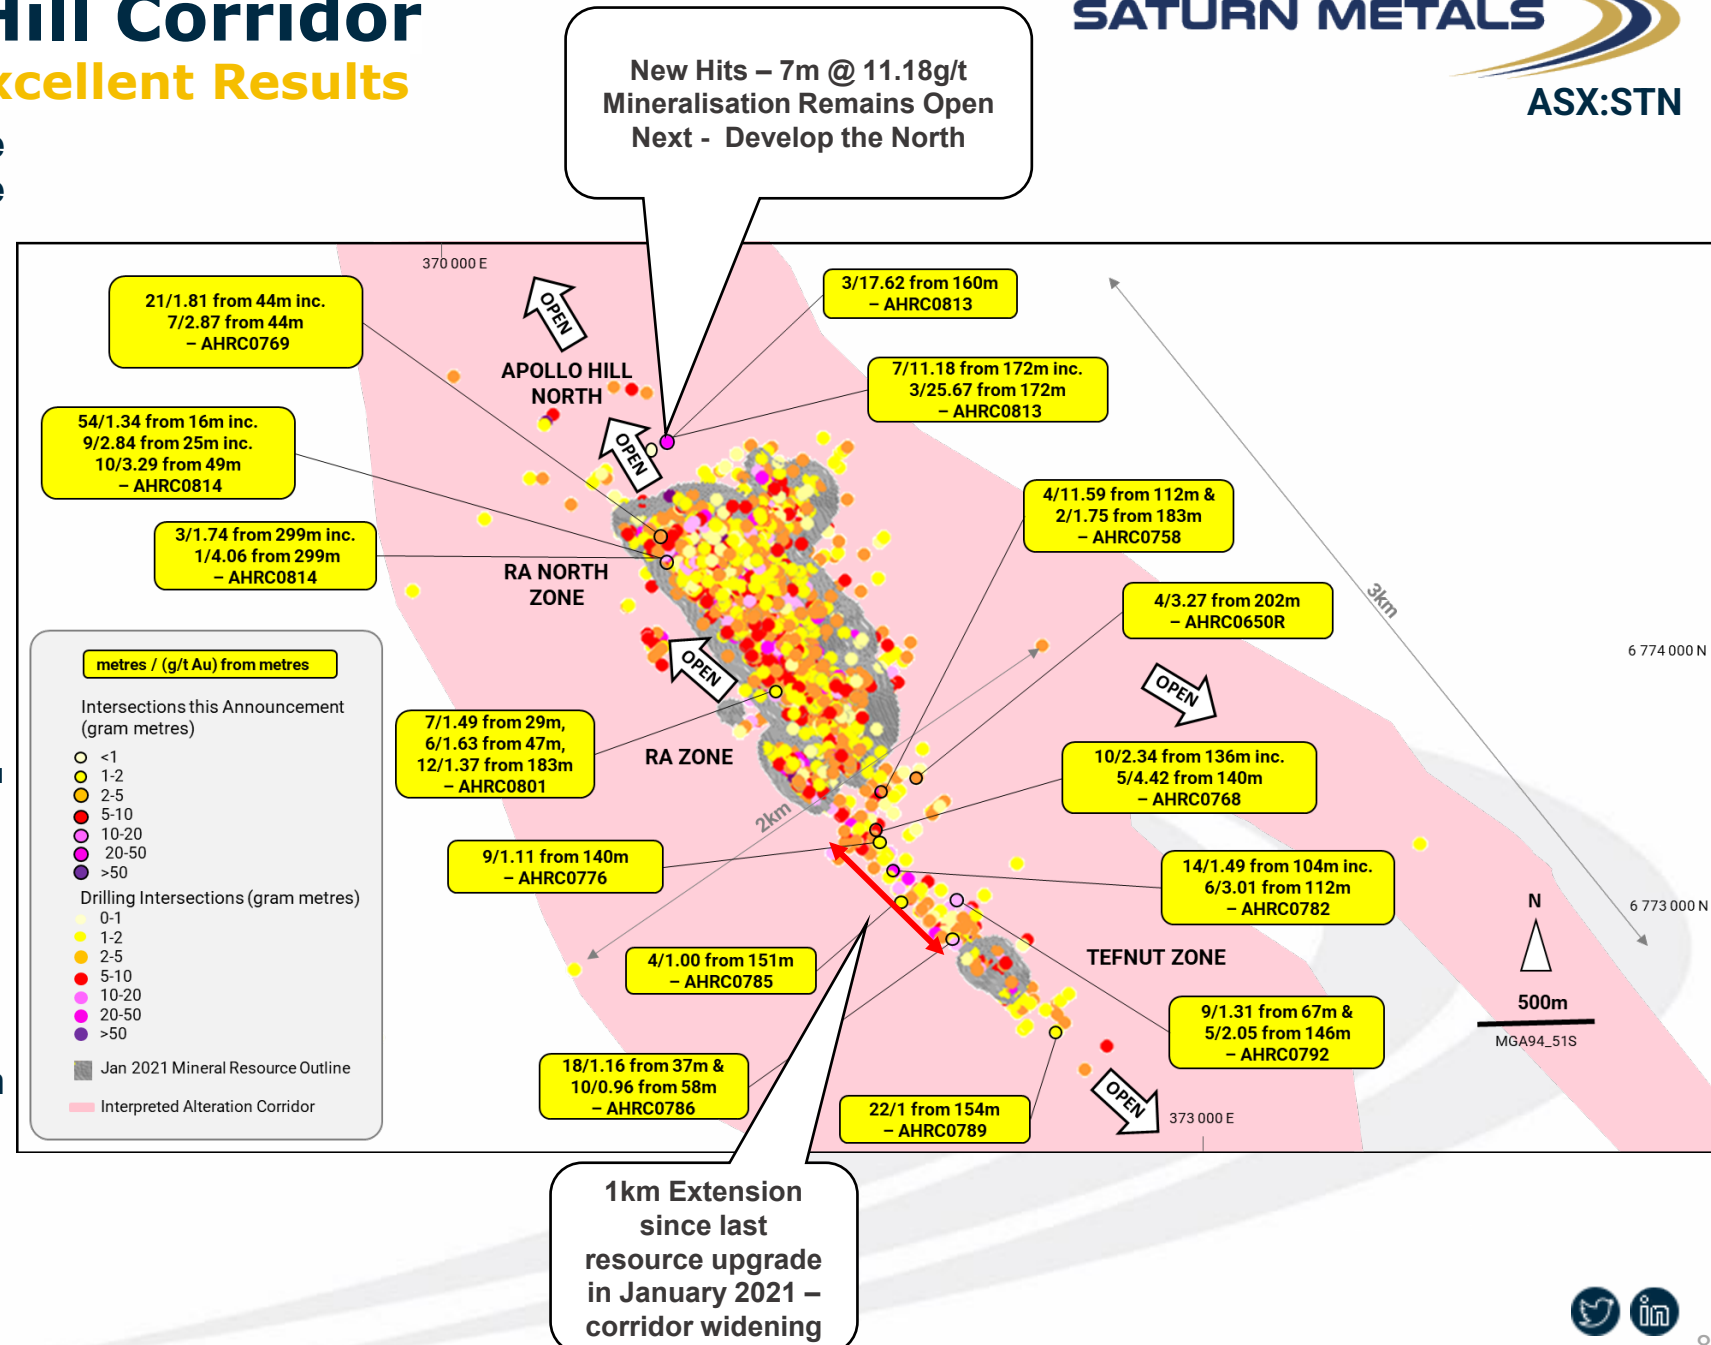 Hill Corridor
xcellent Results
e
e
SATURN METALS
ASX:STN
New Hits – 7m @ 11.18g/t
Mineralisation Remains Open
Next - Develop the North
370 000 E
OPEN
21/1.81 from 44m inc.
7/2.87 from 44m
– AHRC0769
3/17.62 from 160m
– AHRC0813
APOLLO HILL
NORTH
7/11.18 from 172m inc.
3/25.67 from 172m
– AHRC0813
OPEN
54/1.34 from 16m inc.
9/2.84 from 25m inc.
10/3.29 from 49m
– AHRC0814
4/11.59 from 112m &
2/1.75 from 183m
– AHRC0758
3/1.74 from 299m inc.
1/4.06 from 299m
– AHRC0814
RA NORTH
ZONE
4/3.27 from 202m
– AHRC0650R
3km
6 774 000 N
OPEN
OPEN
metres / (g/t Au) from metres
Intersections this Announcement
(gram metres)
<1
1-2
2-5
5-10
10-20
20-50
>50
Drilling Intersections (gram metres)
0-1
1-2
2-5
5-10
10-20
20-50
>50
Jan 2021 Mineral Resource Outline
Interpreted Alteration Corridor
7/1.49 from 29m,
6/1.63 from 47m,
12/1.37 from 183m
– AHRC0801
RA ZONE
10/2.34 from 136m inc.
5/4.42 from 140m
– AHRC0768
2km
9/1.11 from 140m
– AHRC0776
14/1.49 from 104m inc.
6/3.01 from 112m
– AHRC0782
N
6 773 000 N
4/1.00 from 151m
– AHRC0785
TEFNUT ZONE
500m
MGA94_51S
9/1.31 from 67m &
5/2.05 from 146m
– AHRC0792
18/1.16 from 37m &
10/0.96 from 58m
– AHRC0786
22/1 from 154m
– AHRC0789
OPEN
373 000 E
1km Extension
since last
resource upgrade
in January 2021 –
corridor widening
in